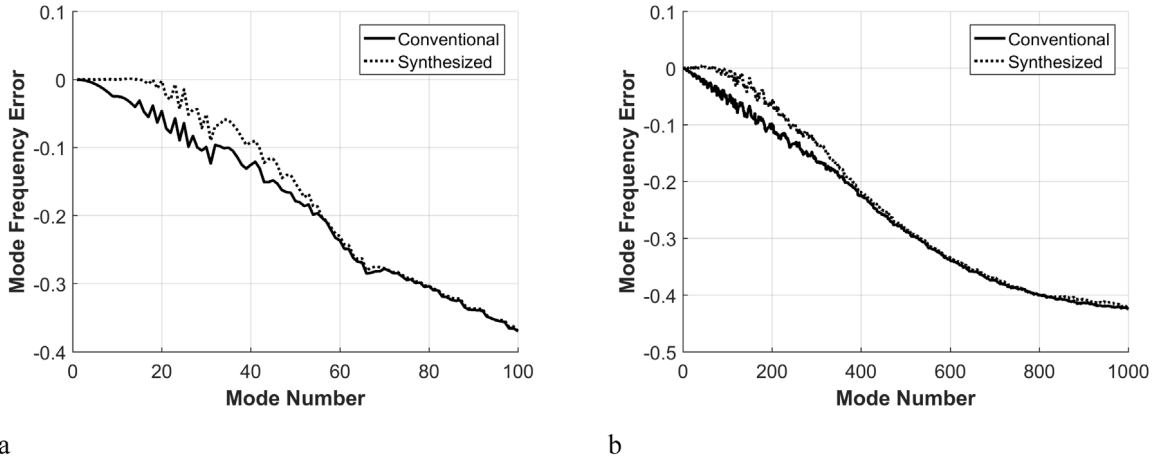 0.1
0
-0.1
-0.2
-0.3
-0.4
0
20
40
60
80
100
Mode Frequency Error
Mode Number
Conventional
Synthesized
a
0.1
0
-0.1
-0.2
-0.3
-0.4
-0.5
0
200
400
600
800
1000
Mode Frequency Error
Mode Number
Conventional
Synthesized
b